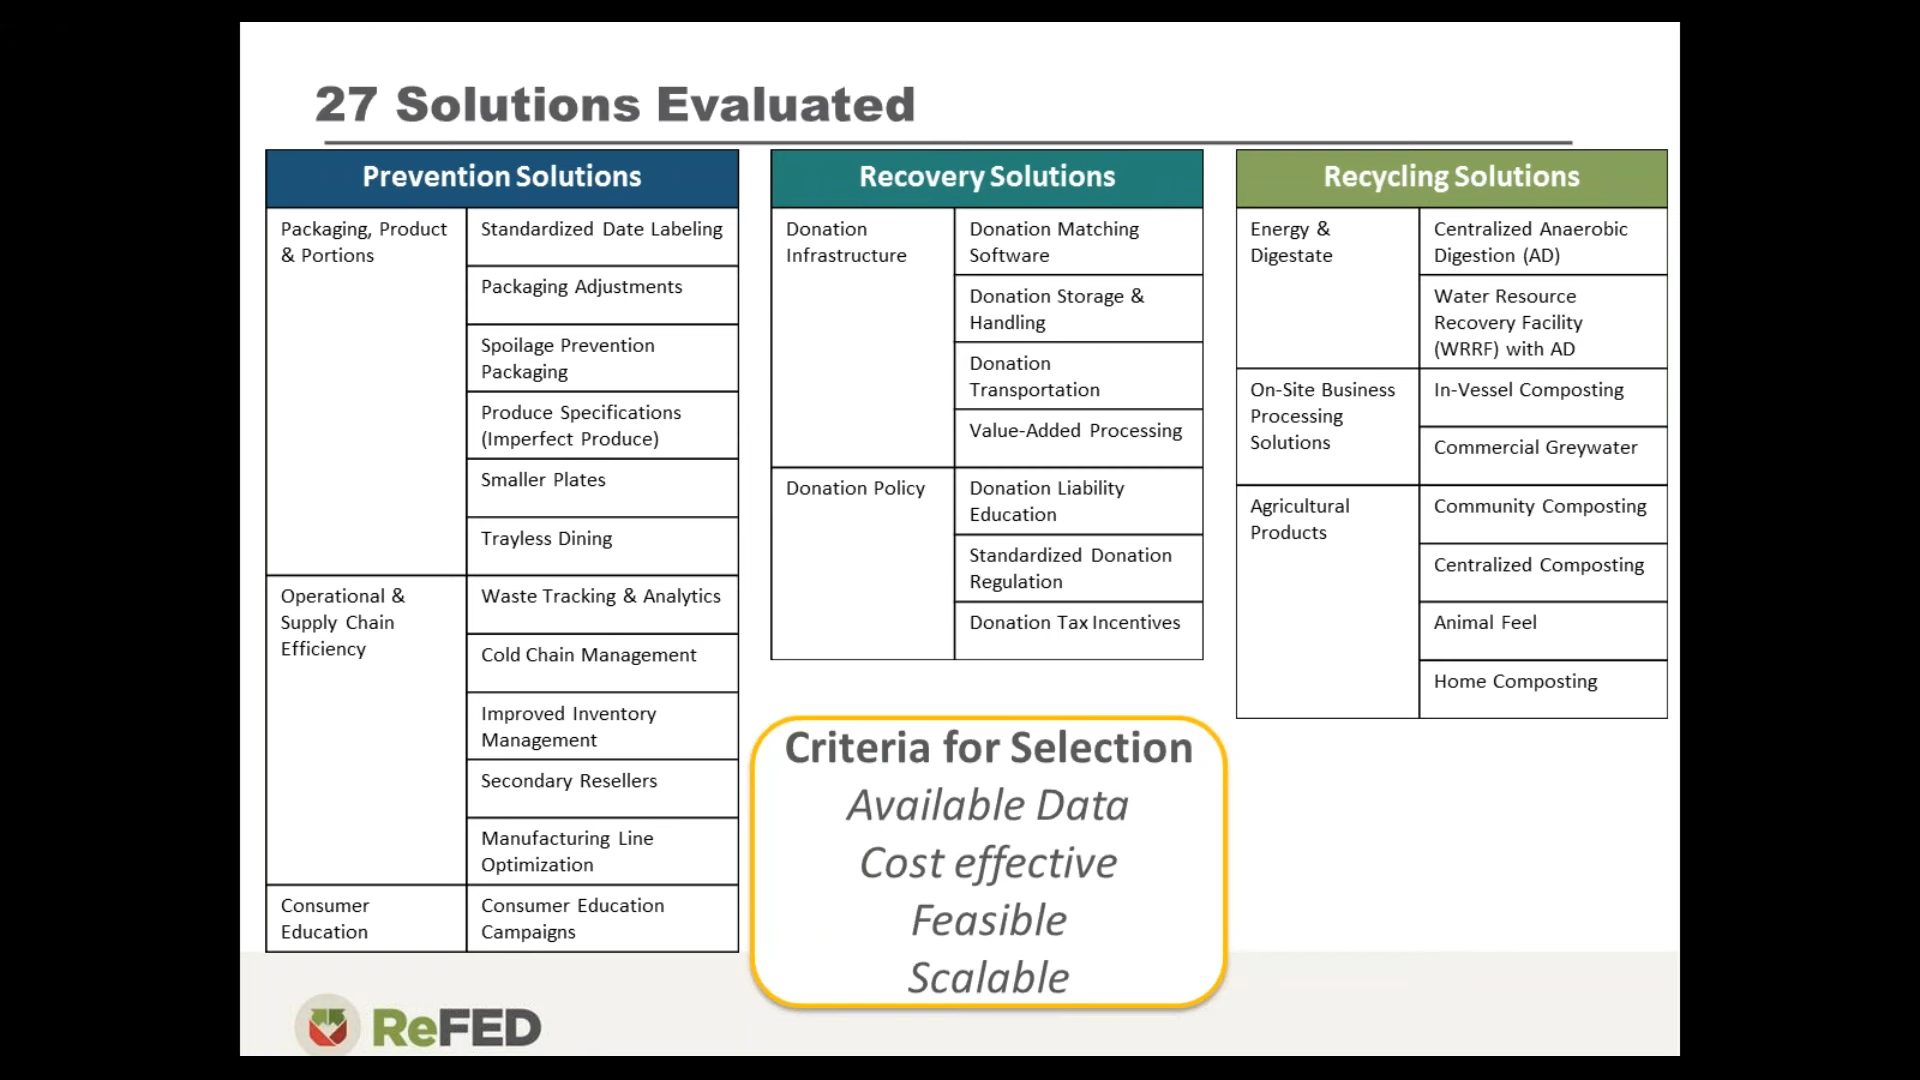 27 Solutions Evaluated
Prevention Solutions
Packaging, Product
& Portions
Standardized Date Labeling
Packaging Adjustments
Spoilage Prevention
Packaging
Produce Specifications
(Imperfect Produce)
Smaller Plates
Trayless Dining
Operational &
Supply Chain
Efficiency
Waste Tracking & Analytics
Cold Chain Management
Improved Inventory
Management
Secondary Resellers
Manufacturing Line
Optimization
Consumer
Education
Consumer Education
Campaigns
Recovery Solutions
Donation
Infrastructure
Donation Matching
Software
Donation Storage &
Handling
Donation
Transportation
Value-Added Processing
Donation Policy
Donation Liability
Education
Standardized Donation
Regulation
Donation Tax Incentives
Recycling Solutions
Energy &
Digestate
Centralized Anaerobic
Digestion (AD)
Water Resource
Recovery Facility
(WRRF) with AD
On-Site Business
Processing
Solutions
In-Vessel Composting
Commercial Greywater
Agricultural
Products
Community Composting
Centralized Composting
Animal Feel
Home Composting
Criteria for Selection
Available Data
Cost effective
Feasible
Scalable
ReFED